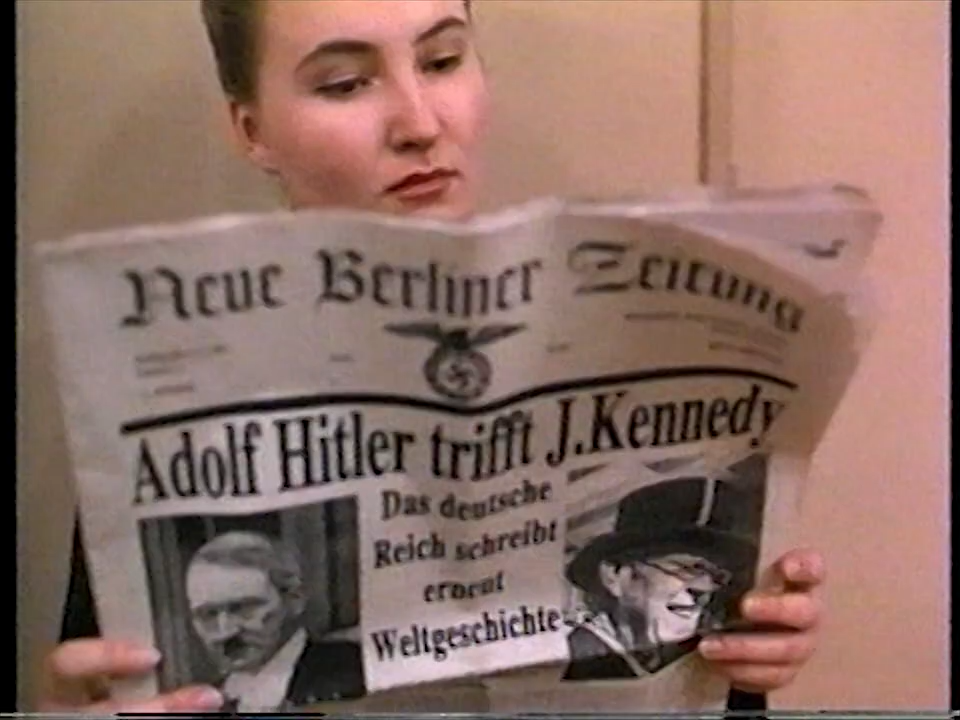 Neue Berliner Zeitung
Adolf Hitler trifft J.Kennedy
Das deutsche
Reich schreibt
erneut
Weltgeschichte